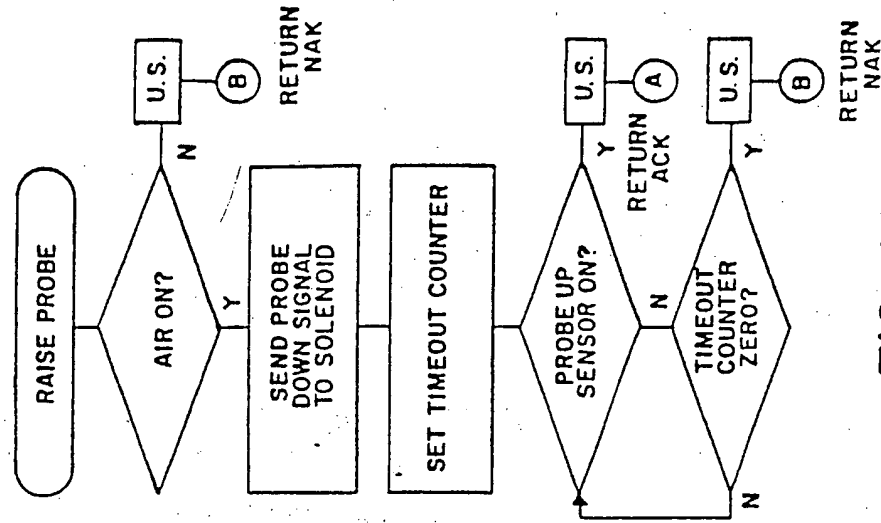 RAISE PROBE
AIR ON?
N
U.S.
B
RETURN
NAK
Y
SEND PROBE
DOWN SIGNAL
TO SOLENOID
SET TIMEOUT COUNTER
PROBE UP
SENSOR ON?
Y
U.S.
A
RETURN
ACK
N
TIMEOUT
COUNTER
ZERO?
Y
U.S.
B
RETURN
NAK
N